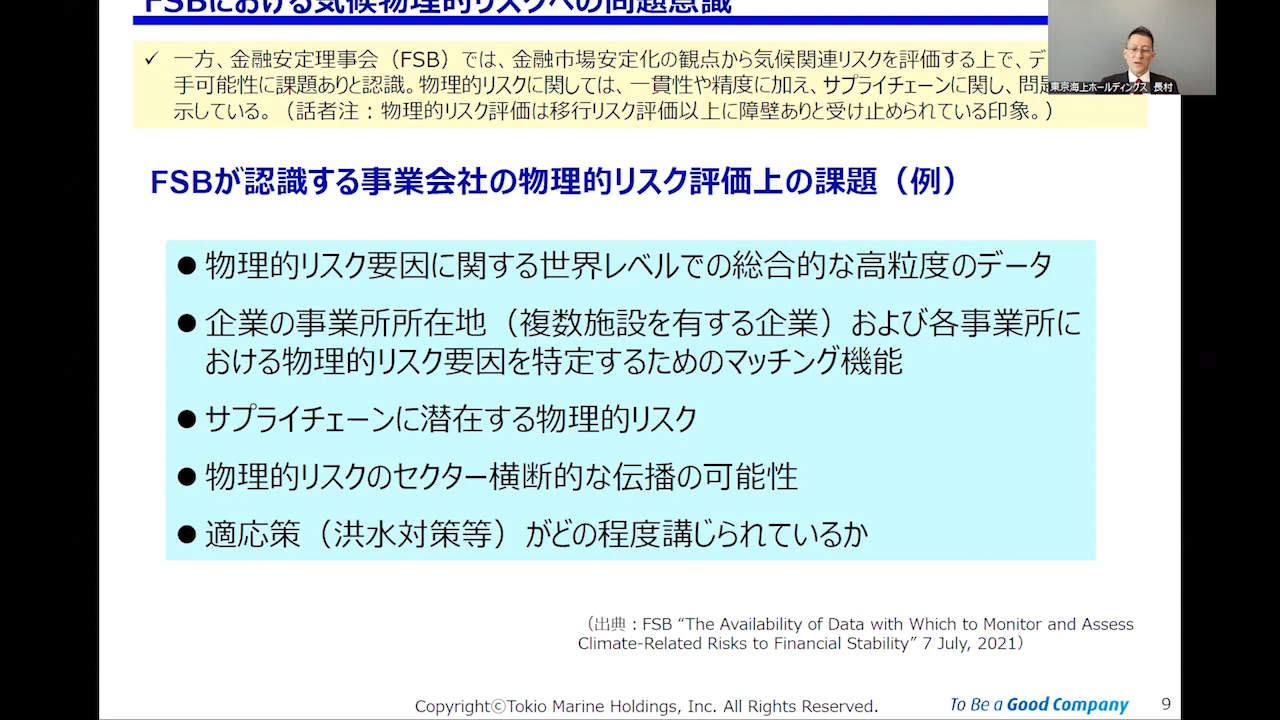 FSBにおける気候物理的リスクへの問題意識
✓ 一方、金融安定理事会（FSB）では、金融市場安定化の観点から気候関連リスクを評価する上で、デ
手可能性に課題ありと認識。物理的リスクに関しては、一貫性や精度に加え、サプライチェーンに関し、問題
示している。（話者注：物理的リスク評価は移行リスク評価以上に障壁ありと受け止められている印象。）
東京海上ホールディングス 長村
FSBが認識する事業会社の物理的リスク評価上の課題（例）
●物理的リスク要因に関する世界レベルでの総合的な高粒度のデータ
●企業の事業所所在地（複数施設を有する企業）および各事業所に
おける物理的リスク要因を特定するためのマッチング機能
●サプライチェーンに潜在する物理的リスク
●物理的リスクのセクター横断的な伝播の可能性
●適応策（洪水対策等）がどの程度講じられているか
（出典：FSB “The Availability of Data with Which to Monitor and Assess
Climate-Related Risks to Financial Stability” 7 July, 2021）
Copyright©Tokio Marine Holdings, Inc. All Rights Reserved.
To Be a Good Company
9